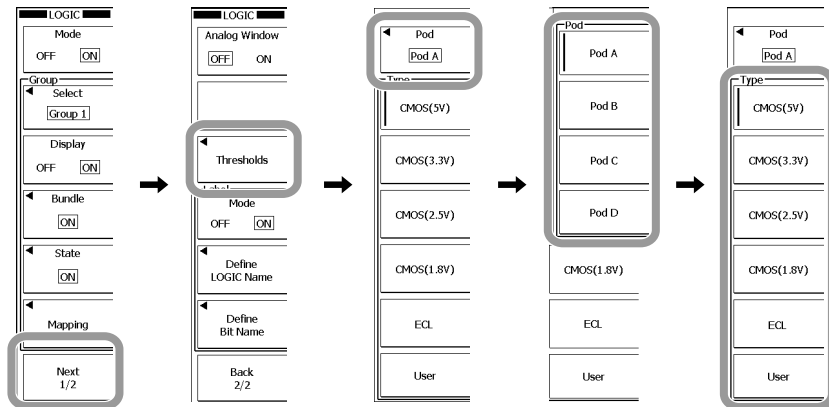 LOGIC
Mode
OFF ON
Group
Select
Group 1
Display
OFF ON
Bundle
ON
State
ON
Mapping
Next
1/2
LOGIC
Analog Window
OFF ON
Thresholds
Label
Mode
OFF ON
Define
LOGIC Name
Define
Bit Name
Back
2/2
Pod
Pod A
Type
CMOS(5V)
CMOS(3.3V)
CMOS(2.5V)
CMOS(1.8V)
ECL
User
Pod
Pod A
Pod B
Pod C
Pod D
CMOS(1.8V)
ECL
User
Pod
Pod A
Type
CMOS(5V)
CMOS(3.3V)
CMOS(2.5V)
CMOS(1.8V)
ECL
User